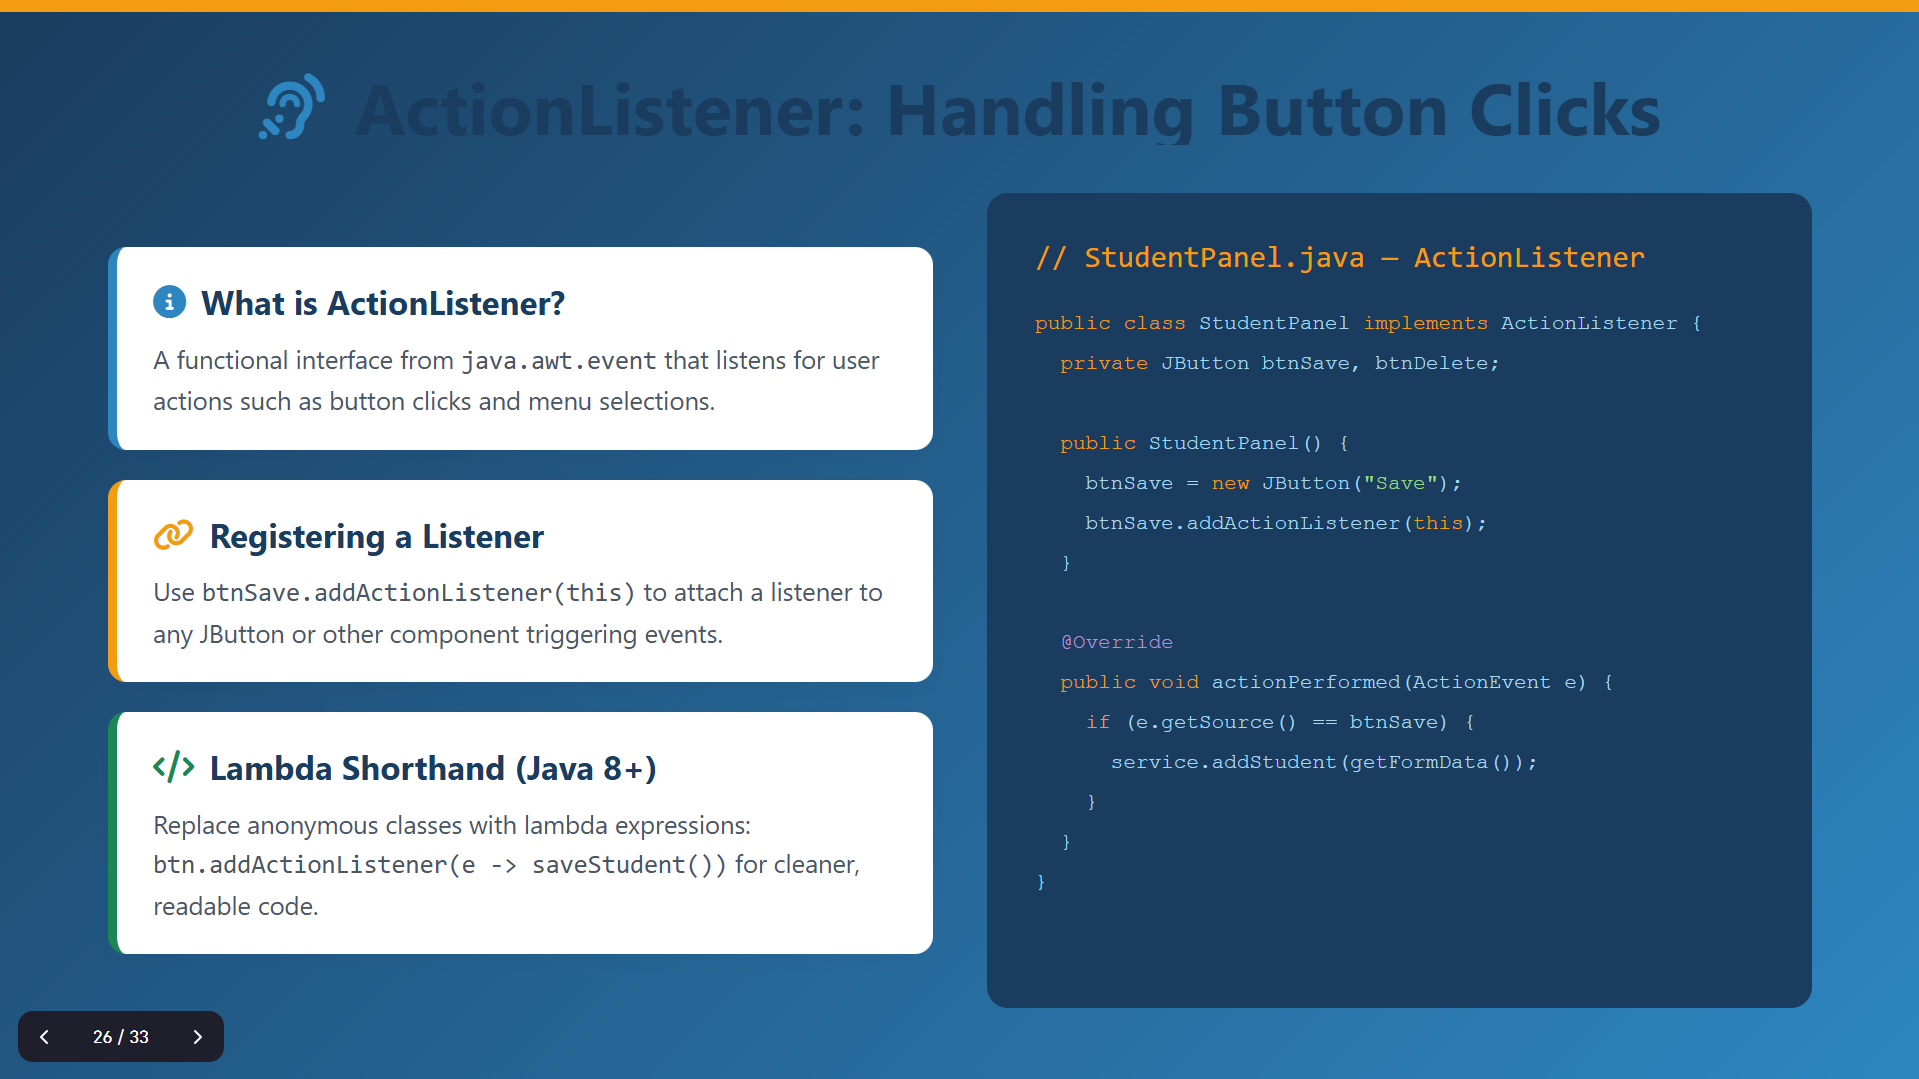 ActionListener: Handling Button Clicks
What is ActionListener?
A functional interface from java.awt.event that listens for user
actions such as button clicks and menu selections.
Registering a Listener
Use btnSave.addActionListener(this) to attach a listener to
any JButton or other component triggering events.
Lambda Shorthand (Java 8+)
Replace anonymous classes with lambda expressions:
btn.addActionListener(e -> saveStudent()) for cleaner,
readable code.
// StudentPanel.java — ActionListener
public class StudentPanel implements ActionListener {
  private JButton btnSave, btnDelete;
  public StudentPanel() {
    btnSave = new JButton("Save");
    btnSave.addActionListener(this);
  }
  @Override
  public void actionPerformed(ActionEvent e) {
    if (e.getSource() == btnSave) {
      service.addStudent(getFormData());
    }
  }
}
26 / 33